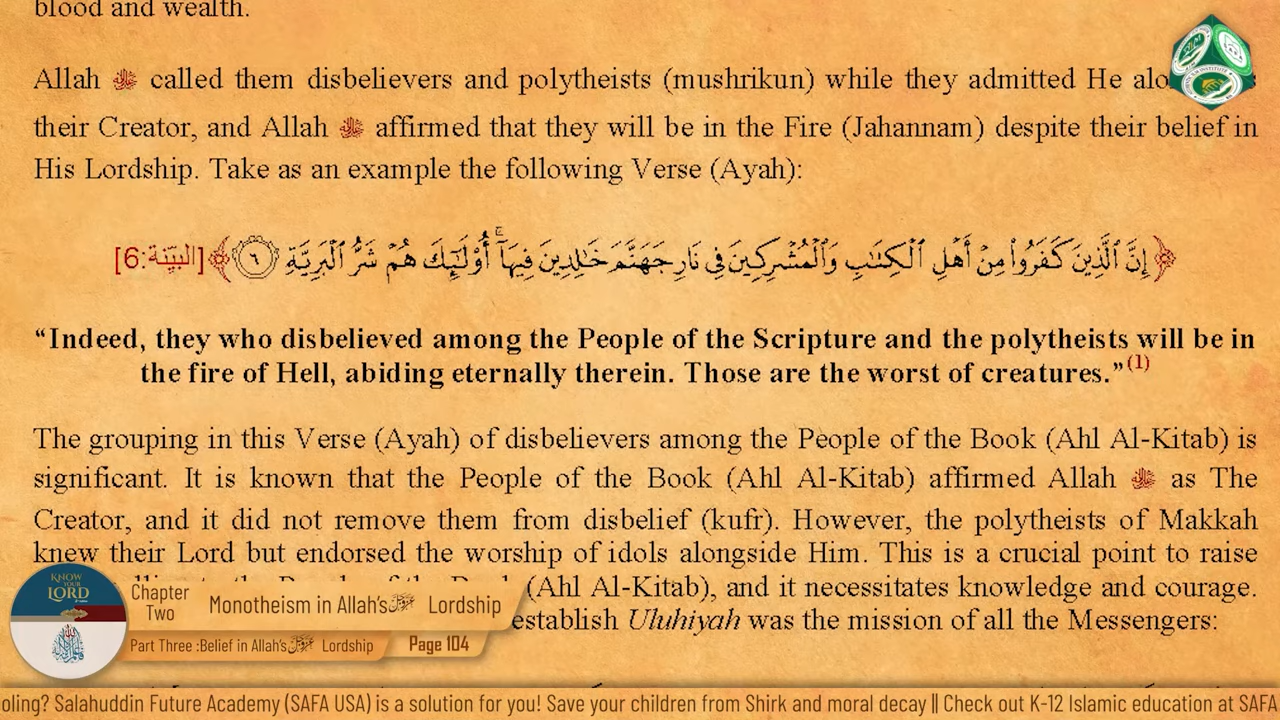 blood and wealth.
Allah ﷻ called them disbelievers and polytheists (mushrikun) while they admitted He
their Creator, and Allah ﷻ affirmed that they will be in the Fire (Jahannam) despite their belief in
His Lordship. Take as an example the following Verse (Ayah):
﴿إِنَّ ٱلَّذِينَ كَفَرُواْ مِنۡ أَهۡلِ ٱلۡكِتَٰبِ وَٱلۡمُشۡرِكِينَ فِي نَارِ جَهَنَّمَ خَٰلِدِينَ فِيهَآۚ أُوْلَٰٓئِكَ هُمۡ شَرُّ ٱلۡبَرِيَّةِ ٦﴾ [البيّنة:6]
“Indeed, they who disbelieved among the People of the Scripture and the polytheists will be in
the fire of Hell, abiding eternally therein. Those are the worst of creatures.”(1)
The grouping in this Verse (Ayah) of disbelievers among the People of the Book (Ahl Al-Kitab) is
significant. It is known that the People of the Book (Ahl Al-Kitab) affirmed Allah ﷻ as The
Creator, and it did not remove them from disbelief (kufr). However, the polytheists of Makkah
knew their Lord but endorsed the worship of idols alongside Him. This is a crucial point to raise
(Ahl Al-Kitab), and it necessitates knowledge and courage.
establish Uluhiyah was the mission of all the Messengers:
KNOW
YOUR
LORD
Chapter
Two
Monotheism in Allah's Lordship
Part Three :Belief in Allah's Lordship
Page 104
oling? Salahuddin Future Academy (SAFA USA) is a solution for you! Save your children from Shirk and moral decay || Check out K-12 Islamic education at SAFA